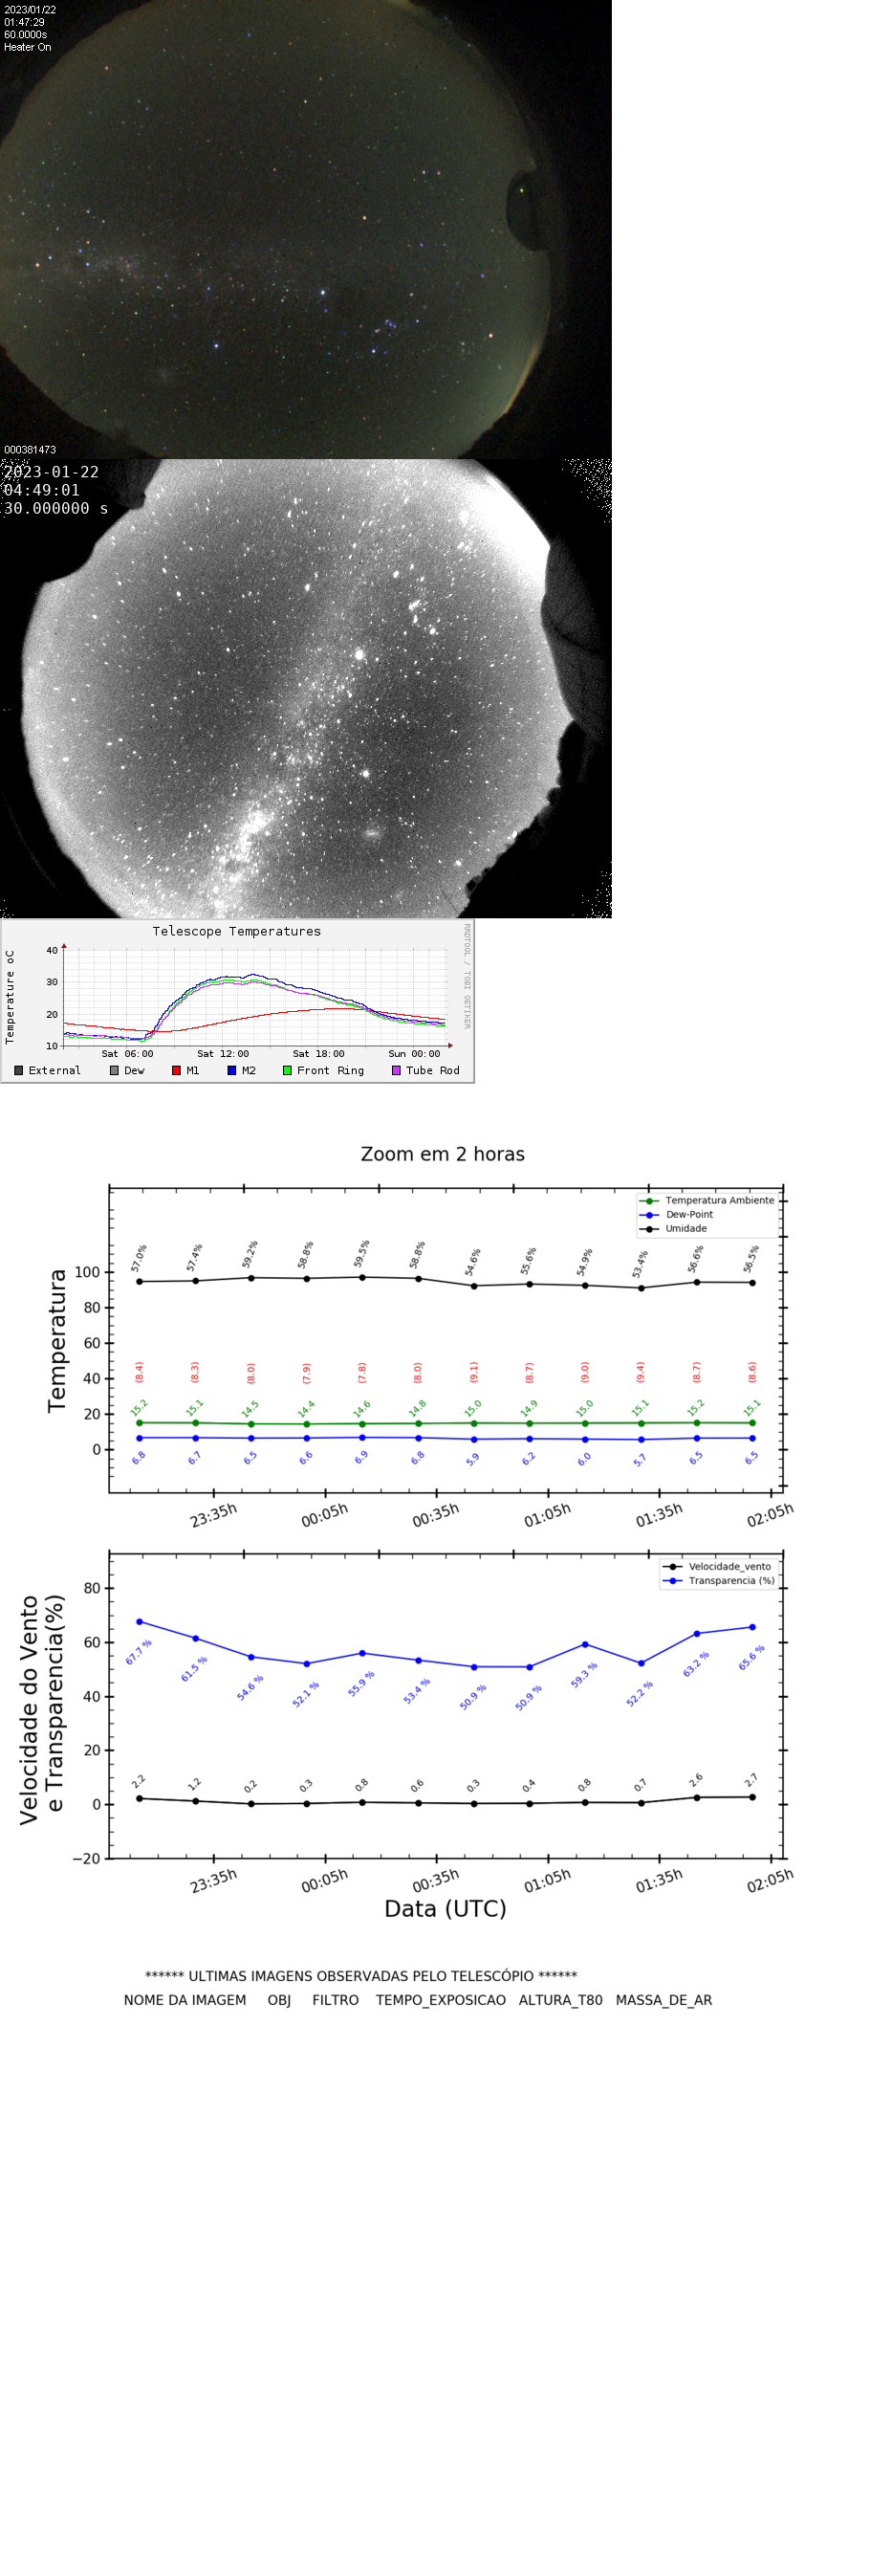 2023/01/22
01:47:29
60.0000s
Heater On
000381473
2023-01-22
04:49:01
30.000000 s
Telescope Temperatures
RRDTOOL / TOBI OETIKER
Temperature oC
40
30
20
10
Sat 06:00 Sat 12:00 Sat 18:00 Sun 00:00
External Dew M1 M2 Front Ring Tube Rod
Zoom em 2 horas
Temperatura Ambiente
Dew-Point
Umidade
Temperatura
57.0% 57.4% 59.2% 58.8% 59.5% 58.8% 54.6% 55.6% 54.9% 53.4% 56.6% 56.5%
100
80
60
40
20
0
(8.4) (8.3) (8.0) (7.9) (7.8) (8.0) (9.1) (8.7) (9.0) (9.4) (8.7) (8.6)
15.2 15.1 14.5 14.4 14.6 14.8 15.0 14.9 15.0 15.1 15.2 15.1
6.8 6.7 6.5 6.6 6.9 6.8 5.9 6.2 6.0 5.7 6.5 6.5
23:35h 00:05h 00:35h 01:05h 01:35h 02:05h
Velocidade_vento
Transparencia (%)
Velocidade do Vento
e Transparencia(%)
80
60
40
20
0
−20
67.7 % 61.5 % 54.6 % 52.1 % 55.9 % 53.4 % 50.9 % 50.9 % 59.3 % 52.2 % 63.2 % 65.6 %
2.2 1.2 0.2 0.3 0.8 0.6 0.3 0.4 0.8 0.7 2.6 2.7
23:35h 00:05h 00:35h 01:05h 01:35h 02:05h
Data (UTC)
****** ULTIMAS IMAGENS OBSERVADAS PELO TELESCÓPIO ******
NOME DA IMAGEM OBJ FILTRO TEMPO_EXPOSICAO ALTURA_T80 MASSA_DE_AR